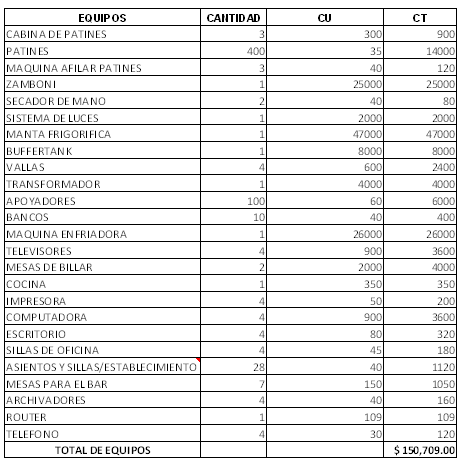 EQUIPOS CANTIDAD CU CT
CABINA DE PATINES 3 300 900
PATINES 400 35 14000
MAQUINA AFILAR PATINES 3 40 120
ZAMBONI 1 25000 25000
SECADOR DE MANO 2 40 80
SISTEMA DE LUCES 1 2000 2000
MANTA FRIGORIFICA 1 47000 47000
BUFFERTANK 1 8000 8000
VALLAS 4 600 2400
TRANSFORMADOR 1 4000 4000
APOYADORES 100 60 6000
BANCOS 10 40 400
MAQUINA ENFRIADORA 1 26000 26000
TELEVISORES 4 900 3600
MESAS DE BILLAR 2 2000 4000
COCINA 1 350 350
IMPRESORA 4 50 200
COMPUTADORA 4 900 3600
ESCRITORIO 4 80 320
SILLAS DE OFICINA 4 45 180
ASIENTOS Y SILLAS/ESTABLECIMIENTO 28 40 1120
MESAS PARA EL BAR 7 150 1050
ARCHIVADORES 4 40 160
ROUTER 1 109 109
TELEFONO 4 30 120
TOTAL DE EQUIPOS $ 150,709.00